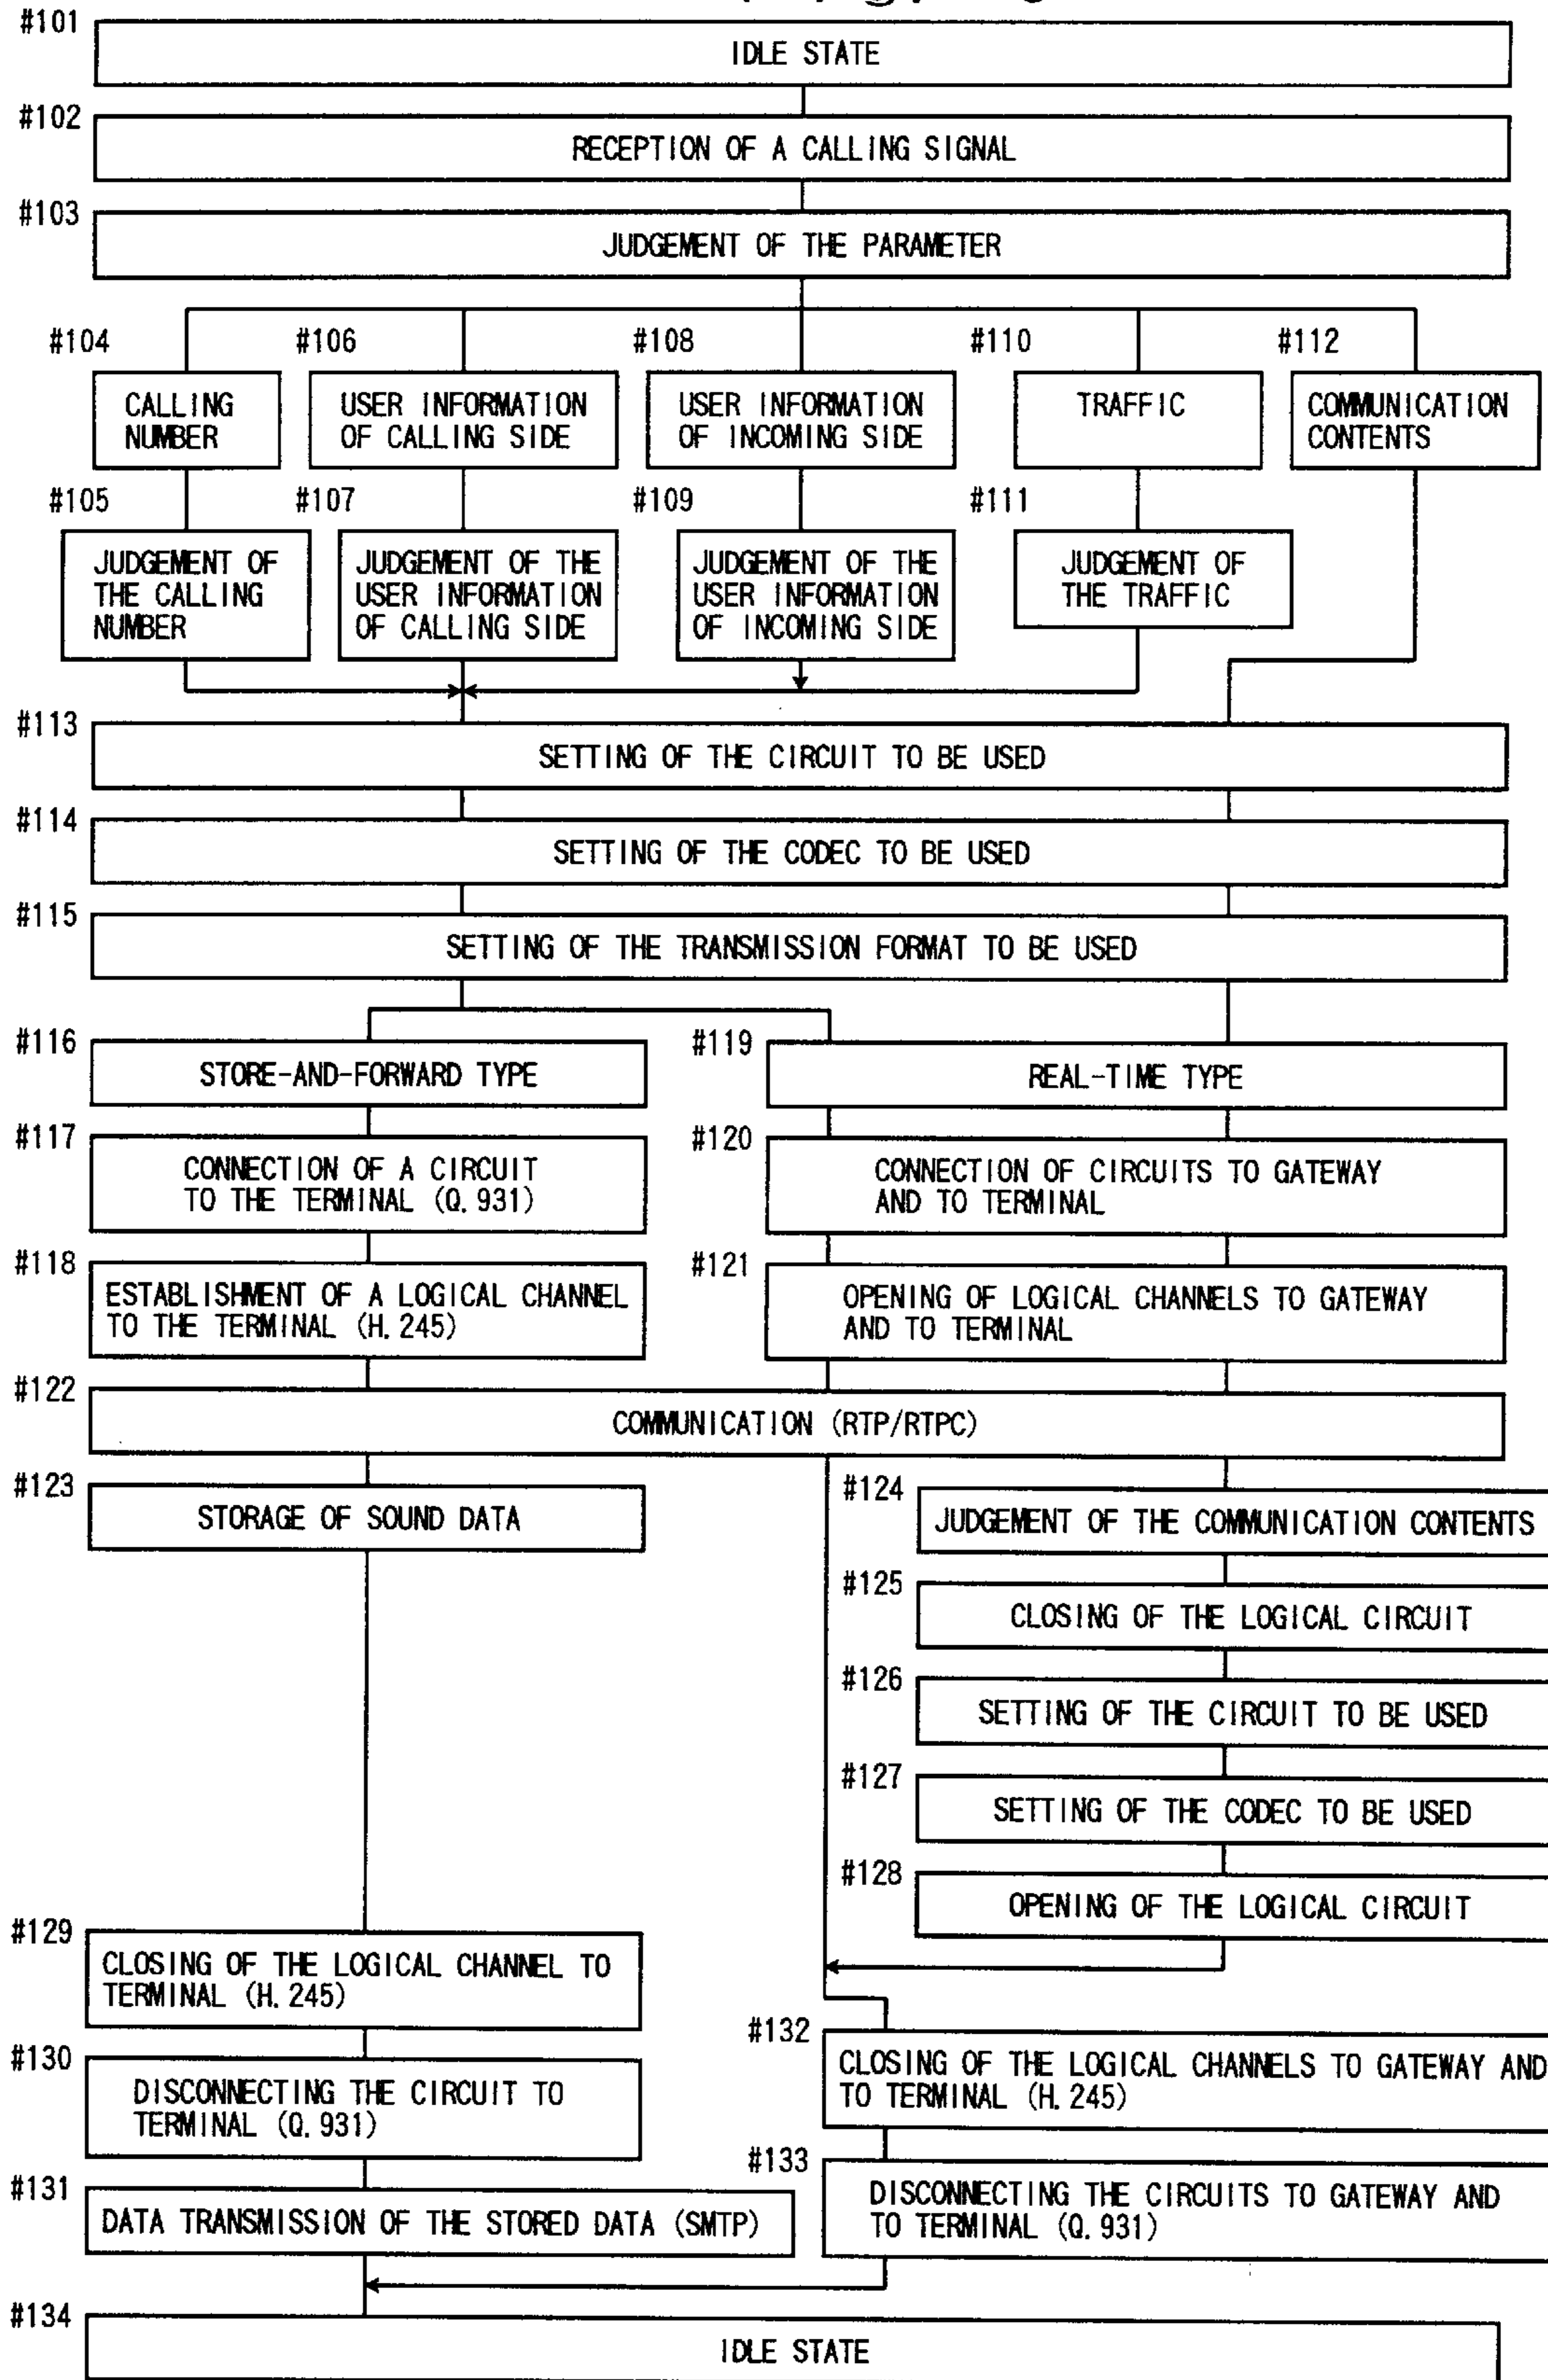 #101
IDLE STATE
#102
RECEPTION OF A CALLING SIGNAL
#103
JUDGEMENT OF THE PARAMETER
#104
CALLING
NUMBER
#106
USER INFORMATION
OF CALLING SIDE
#108
USER INFORMATION
OF INCOMING SIDE
#110
TRAFFIC
#112
COMMUNICATION
CONTENTS
#105
JUDGEMENT OF
THE CALLING
NUMBER
#107
JUDGEMENT OF THE
USER INFORMATION
OF CALLING SIDE
#109
JUDGEMENT OF THE
USER INFORMATION
OF INCOMING SIDE
#111
JUDGEMENT OF
THE TRAFFIC
#113
SETTING OF THE CIRCUIT TO BE USED
#114
SETTING OF THE CODEC TO BE USED
#115
SETTING OF THE TRANSMISSION FORMAT TO BE USED
#116
STORE-AND-FORWARD TYPE
#119
REAL-TIME TYPE
#117
CONNECTION OF A CIRCUIT
TO THE TERMINAL (Q.931)
#120
CONNECTION OF CIRCUITS TO GATEWAY
AND TO TERMINAL
#118
ESTABLISHMENT OF A LOGICAL CHANNEL
TO THE TERMINAL (H.245)
#121
OPENING OF LOGICAL CHANNELS TO GATEWAY
AND TO TERMINAL
#122
COMMUNICATION (RTP/RTPC)
#123
STORAGE OF SOUND DATA
#124
JUDGEMENT OF THE COMMUNICATION CONTENTS
#125
CLOSING OF THE LOGICAL CIRCUIT
#126
SETTING OF THE CIRCUIT TO BE USED
#127
SETTING OF THE CODEC TO BE USED
#128
OPENING OF THE LOGICAL CIRCUIT
#129
CLOSING OF THE LOGICAL CHANNEL TO
TERMINAL (H.245)
#132
CLOSING OF THE LOGICAL CHANNELS TO GATEWAY AND
TO TERMINAL (H.245)
#130
DISCONNECTING THE CIRCUIT TO
TERMINAL (Q.931)
#133
DISCONNECTING THE CIRCUITS TO GATEWAY AND
TO TERMINAL (Q.931)
#131
DATA TRANSMISSION OF THE STORED DATA (SMTP)
#134
IDLE STATE